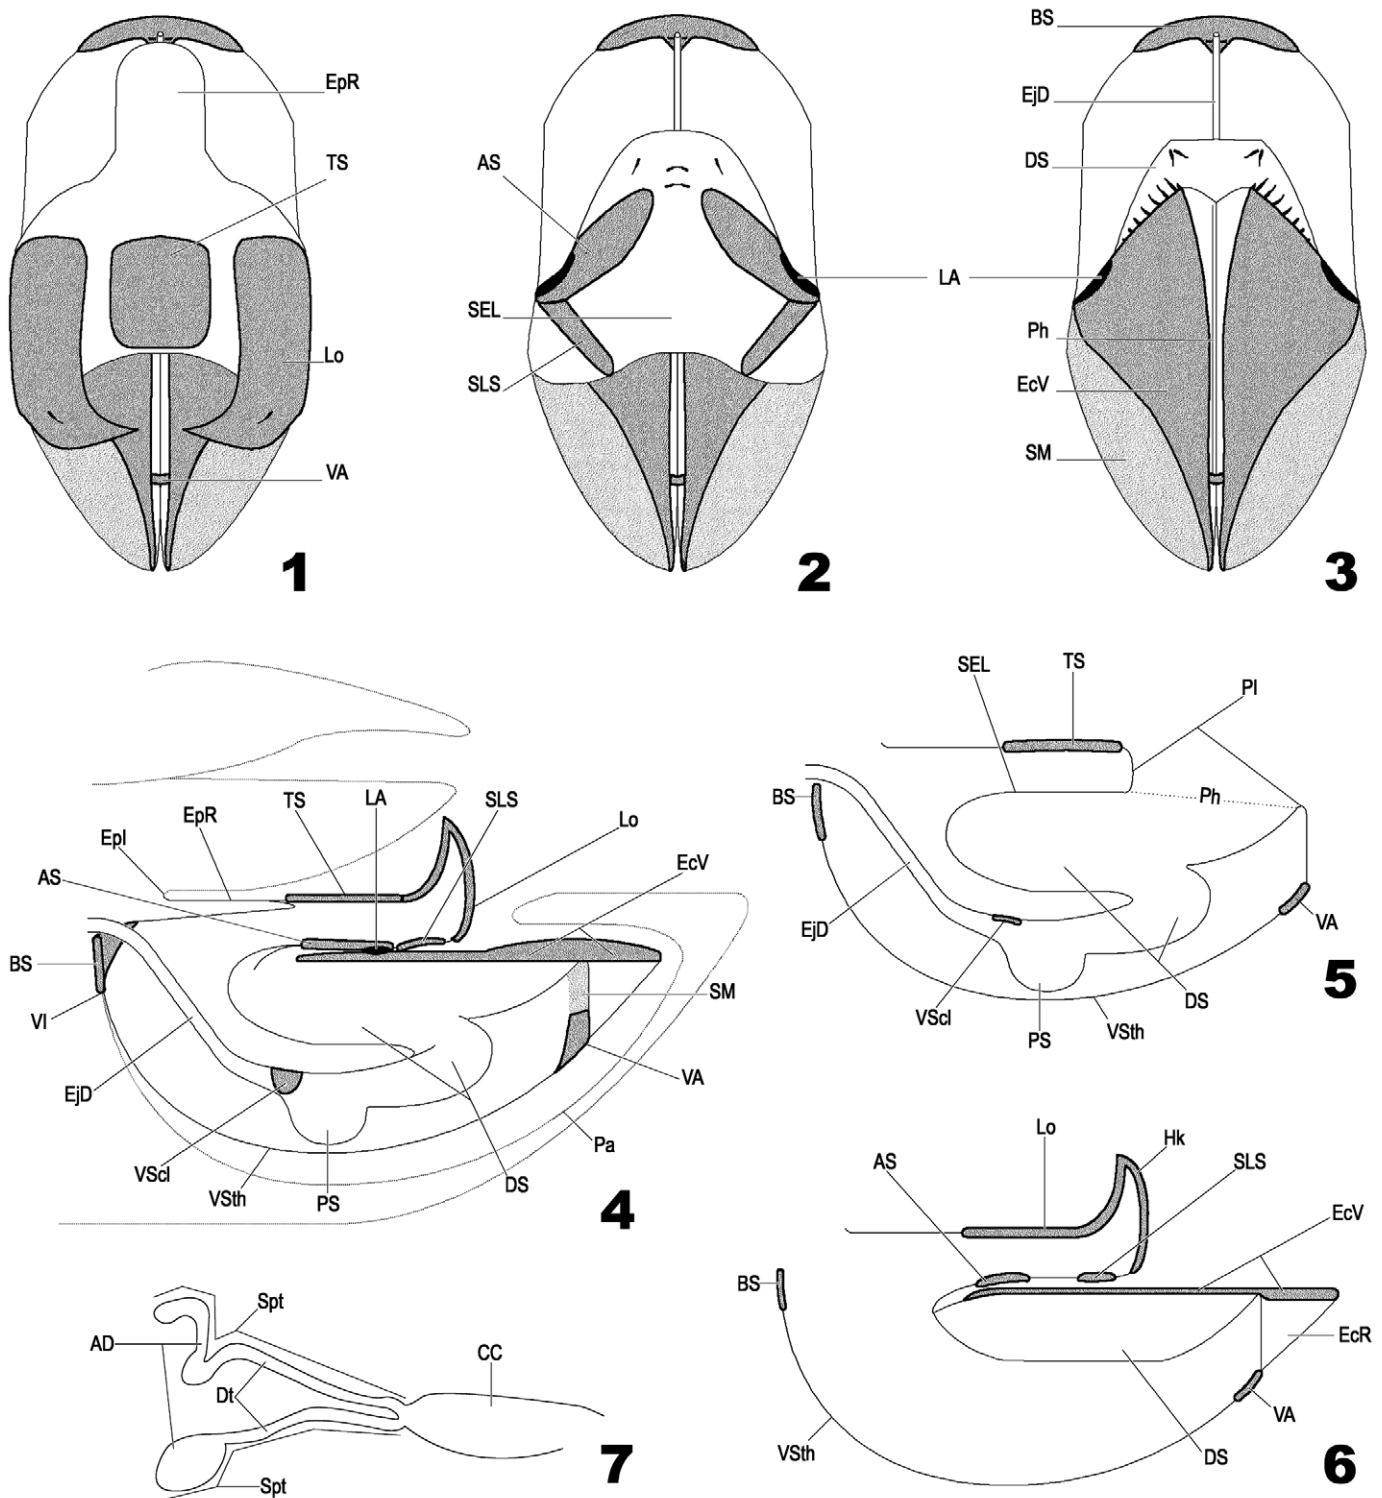 EpR
TS
Lo
VA
1
AS
SEL
SLS
LA
2
BS
EjD
DS
Ph
EcV
SM
3
TS
LA
SLS
Lo
EcV
EpR
EpI
AS
BS
VI
EjD
VScl
VSth
PS
DS
Pa
VA
SM
4
SEL
TS
PI
BS
Ph
EjD
VScl
PS
VSth
DS
VA
5
Lo
Hk
AS
SLS
EcV
BS
EcR
VA
VSth
DS
6
Spt
AD
CC
Dt
Spt
7